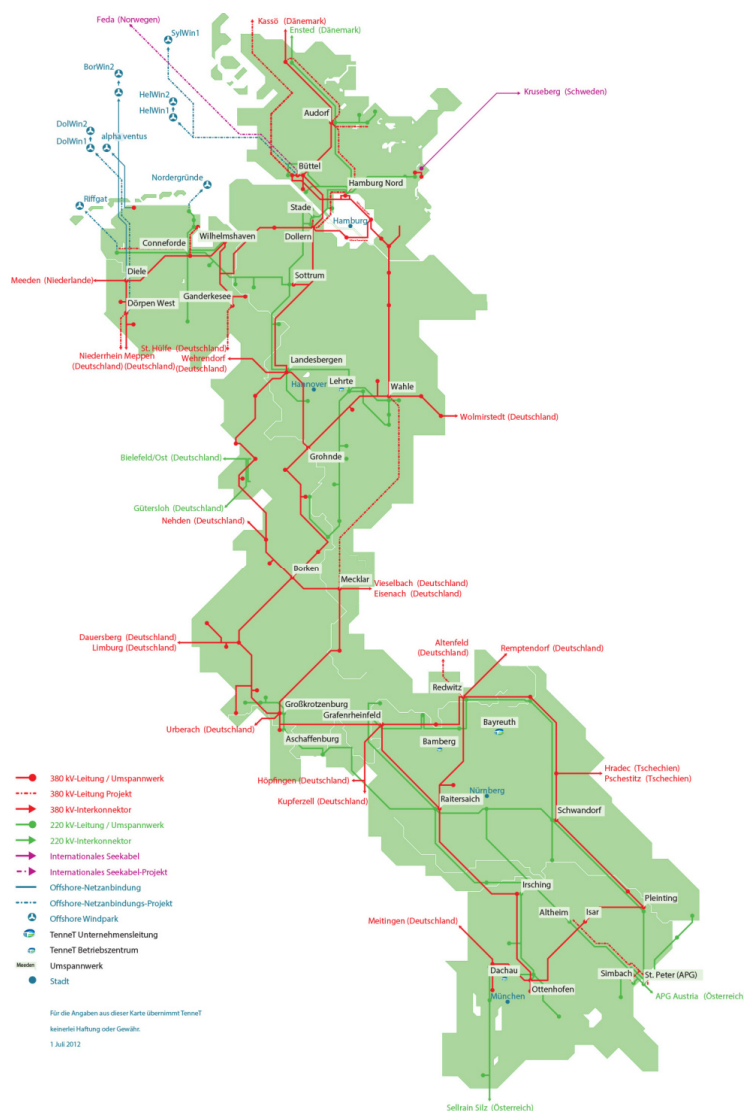 Feda (Norwegen)
Kassö (Dänemark)
Ensted (Dänemark)
SylWin1
BorWin2
HelWin2
HelWin1
Kruseberg (Schweden)
DolWin2
DolWin1
alpha ventus
Audorf
Büttel
Nordergründe
Hamburg Nord
Riffgat
Stade
Hamburg
Wilhelmshaven
Conneforde
Dollern
Diele
Meeden (Niederlande)
Sottrum
Ganderkesee
Dörpen West
St. Hülfe (Deutschland)
Niederrhein Meppen
(Deutschland) (Deutschland)
Wehrendorf
(Deutschland)
Landesbergen
Hannover
Lehrte
Wahle
Wolmirstedt (Deutschland)
Grohnde
Bielefeld/Ost (Deutschland)
Gütersloh (Deutschland)
Nehden (Deutschland)
Borken
Mecklar
Vieselbach (Deutschland)
Eisenach (Deutschland)
Dauersberg (Deutschland)
Limburg (Deutschland)
Altenfeld
(Deutschland)
Remptendorf (Deutschland)
Redwitz
Großkrotzenburg
Grafenrheinfeld
Urberach (Deutschland)
Bayreuth
Aschaffenburg
Bamberg
Höpfingen (Deutschland)
Kupferzell (Deutschland)
Hradec (Tschechien)
Pschestitz (Tschechien)
Nürnberg
Raitersaich
Schwandorf
Irsching
Pleinting
Altheim
Isar
Meitingen (Deutschland)
Dachau
Simbach
St. Peter (APG)
Ottenhofen
München
APG Austria (Österreich
Sellrain Silz (Österreich)
380 kV-Leitung / Umspannwerk
380 kV-Leitung Projekt
380 kV-Interkonnektor
220 kV-Leitung / Umspannwerk
220 kV-Interkonnektor
Internationales Seekabel
Internationales Seekabel-Projekt
Offshore-Netzanbindung
Offshore-Netzanbindungs-Projekt
Offshore Windpark
TenneT Unternehmensleitung
TenneT Betriebszentrum
Meeden Umspannwerk
Stadt
Für die Angaben aus dieser Karte übernimmt TenneT
keinerlei Haftung oder Gewähr.
1 Juli 2012